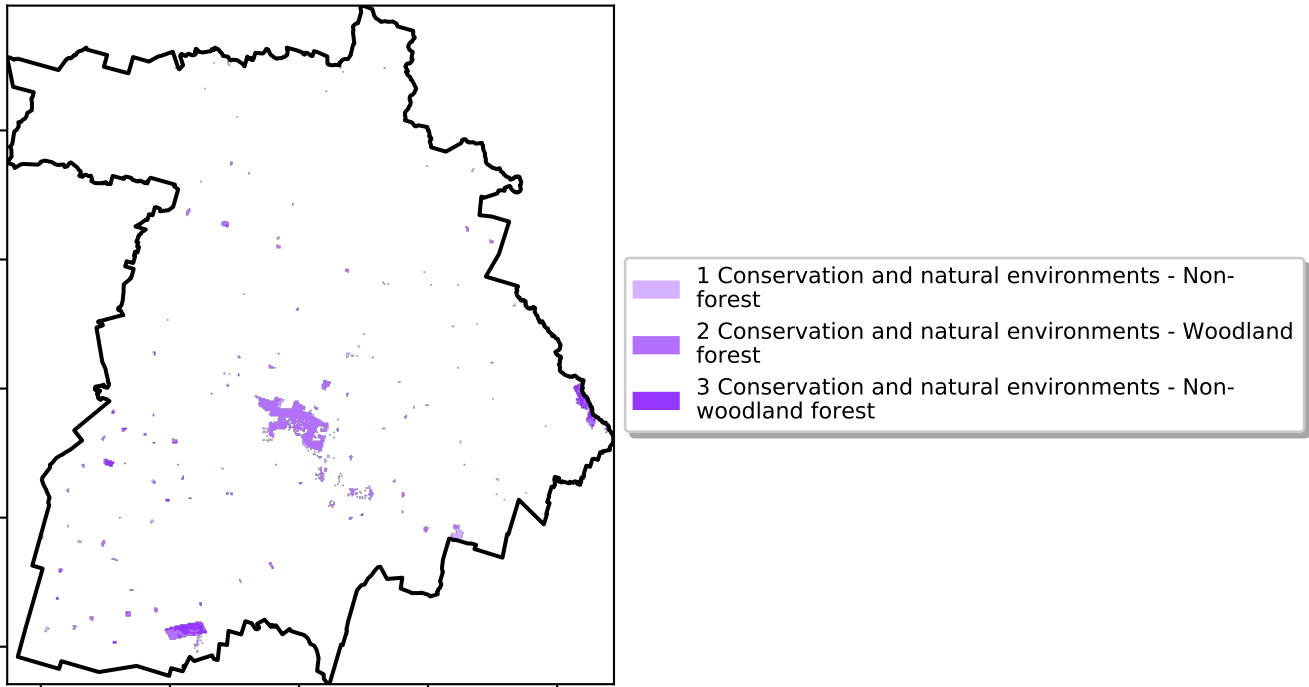 1 Conservation and natural environments - Non-
forest
2 Conservation and natural environments - Woodland
forest
3 Conservation and natural environments - Non-
woodland forest